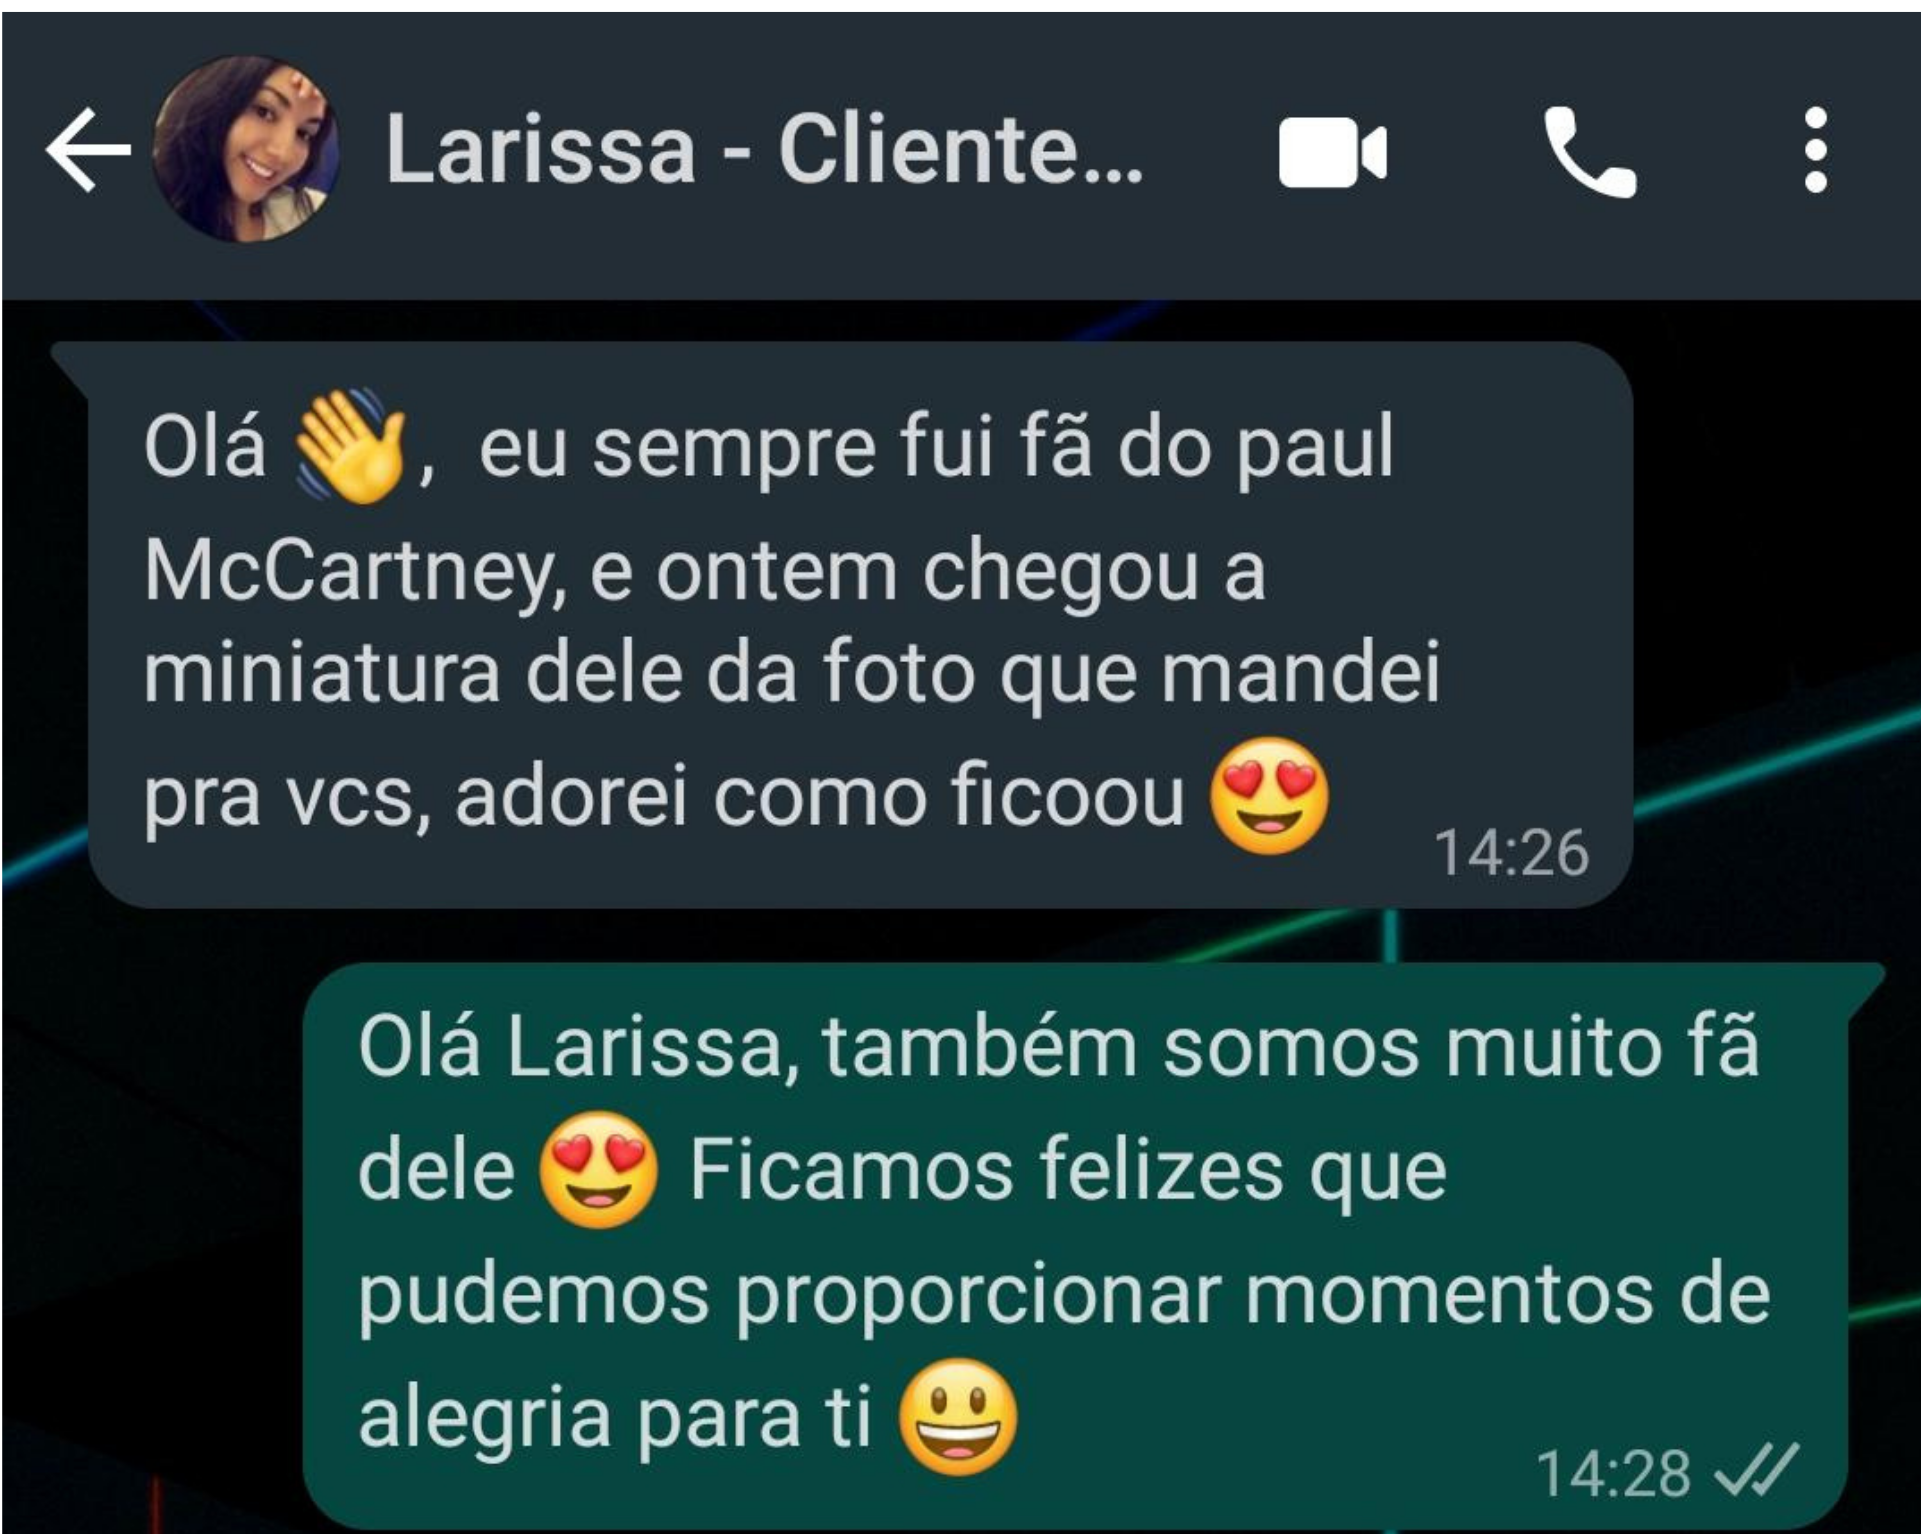 Larissa - Cliente...
Olá 👋, eu sempre fui fã do paul
McCartney, e ontem chegou a
miniatura dele da foto que mandei
pra vcs, adorei como ficoou 😍
14:26
Olá Larissa, também somos muito fã
dele 😍 Ficamos felizes que
pudemos proporcionar momentos de
alegria para ti 😃
14:28